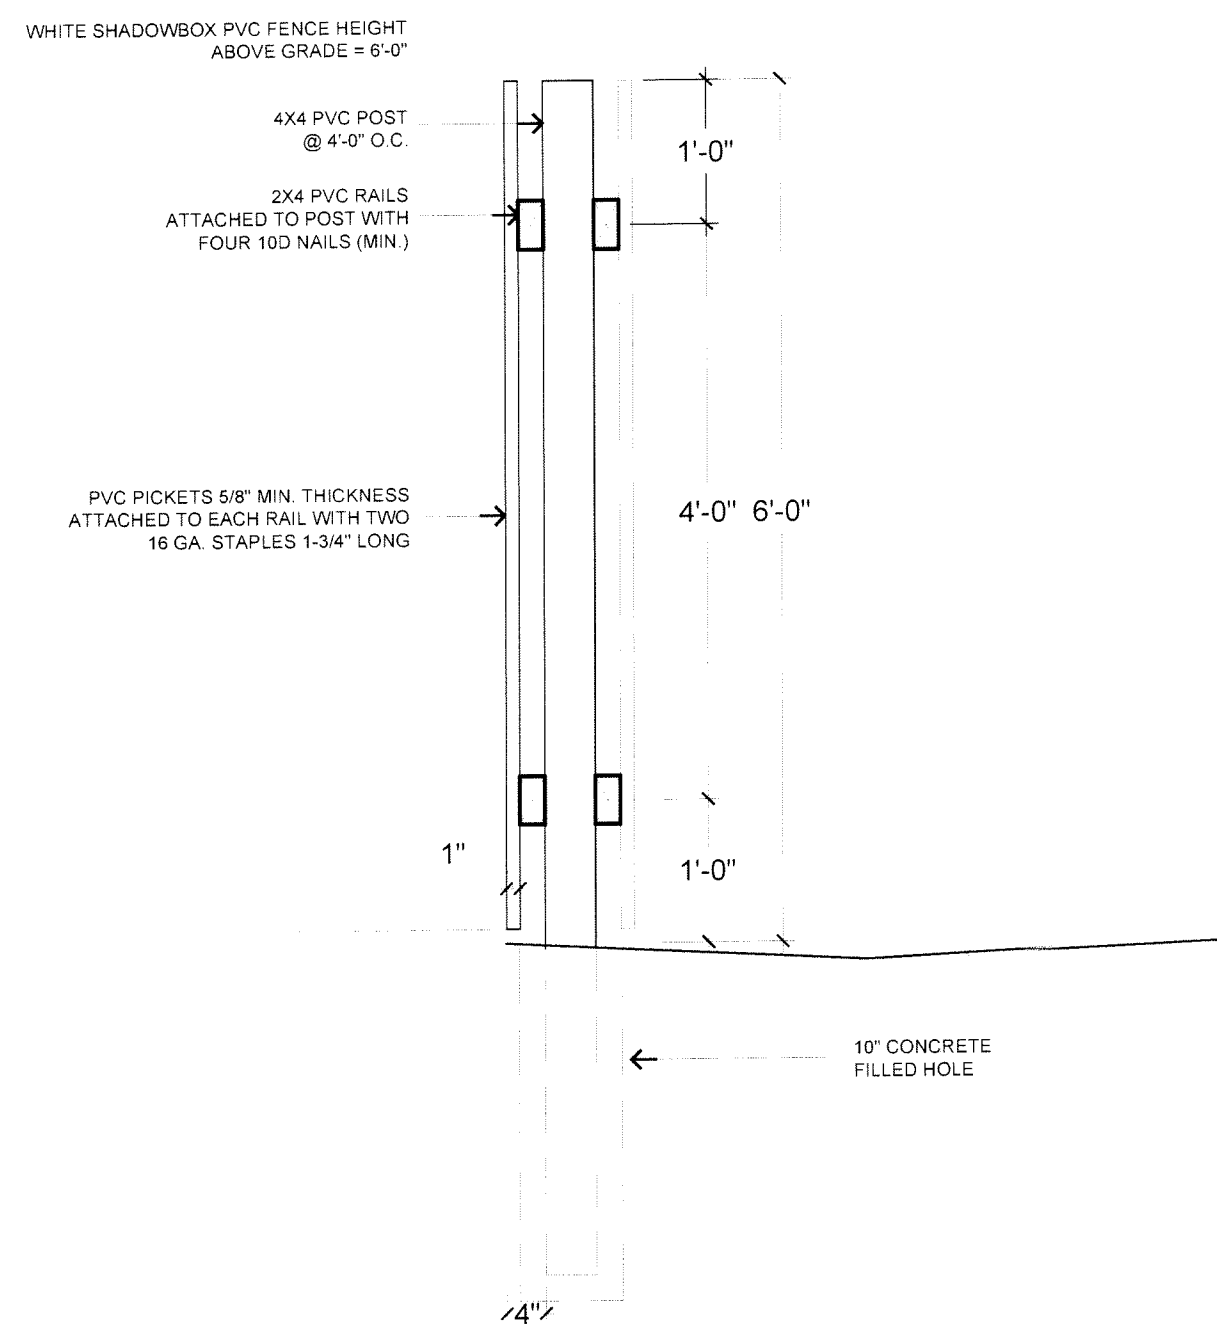 WHITE SHADOWBOX PVC FENCE HEIGHT
ABOVE GRADE = 6'-0"
4X4 PVC POST
@ 4'-0" O.C.
1'-0"
2X4 PVC RAILS
ATTACHED TO POST WITH
FOUR 10D NAILS (MIN.)
PVC PICKETS 5/8" MIN. THICKNESS
ATTACHED TO EACH RAIL WITH TWO
16 GA. STAPLES 1-3/4" LONG
4'-0" 6'-0"
1"
1'-0"
10" CONCRETE
FILLED HOLE
4"